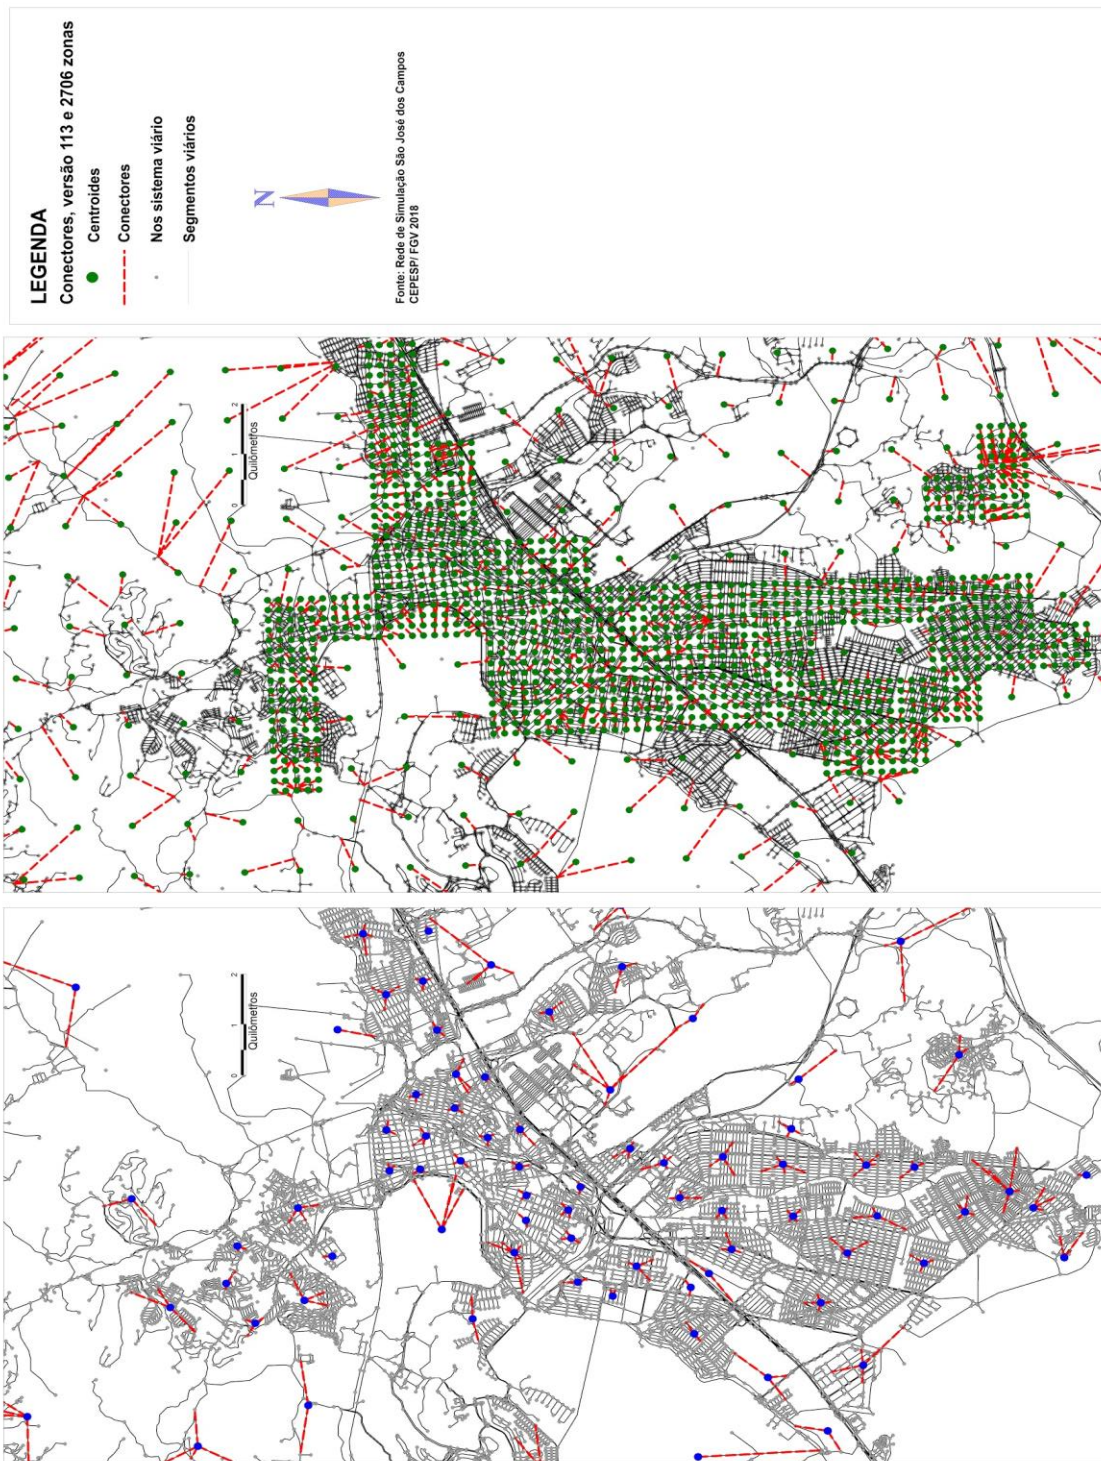 LEGENDA
Conectores, versão 113 e 2706 zonas
Centroides
Conectores
Nos sistema viário
Segmentos viários
N
Fonte: Rede de Simulação São José dos Campos
CEPESP/ FGV 2018
0 1 2
Quilômetros
0 1 2
Quilômetros